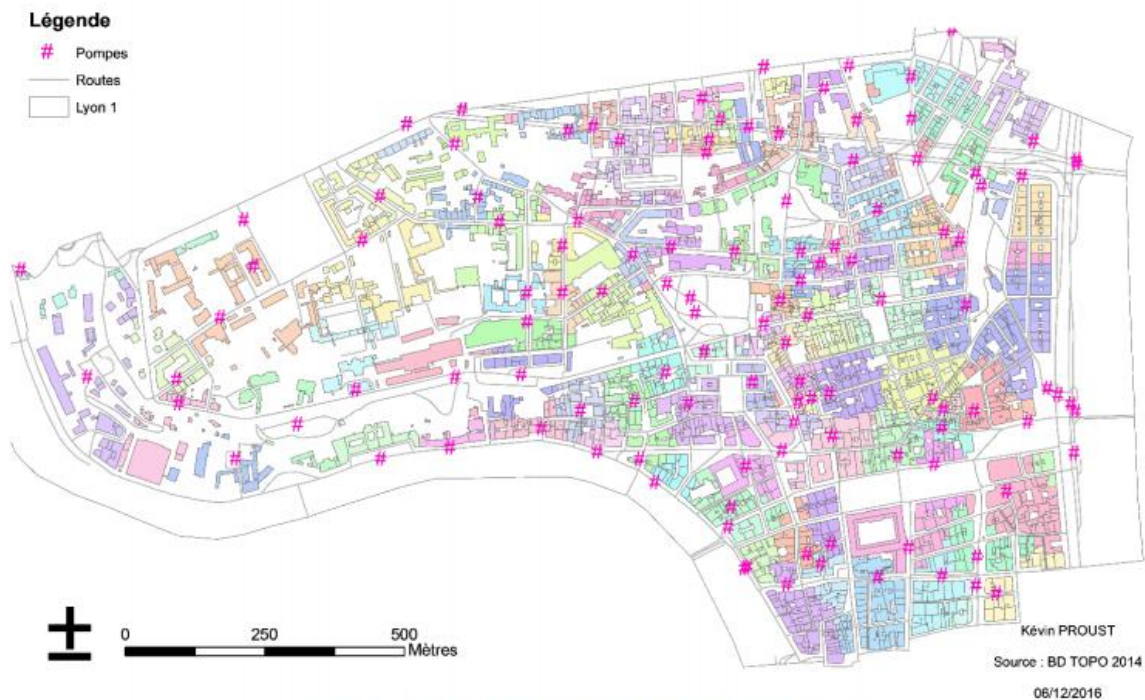 Légende
# Pompes
Routes
Lyon 1
0 250 500
Mètres
Kévin PROUST
Source : BD TOPO 2014
06/12/2016